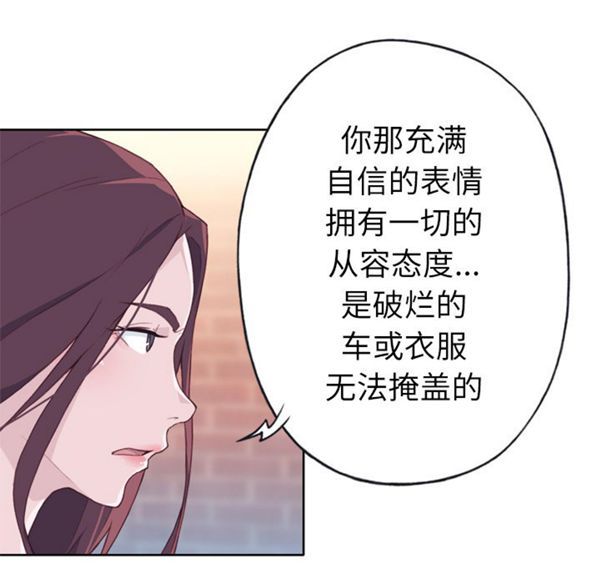 你那充满
自信的表情
拥有一切的
从容态度...
是破烂的
车或衣服
无法掩盖的